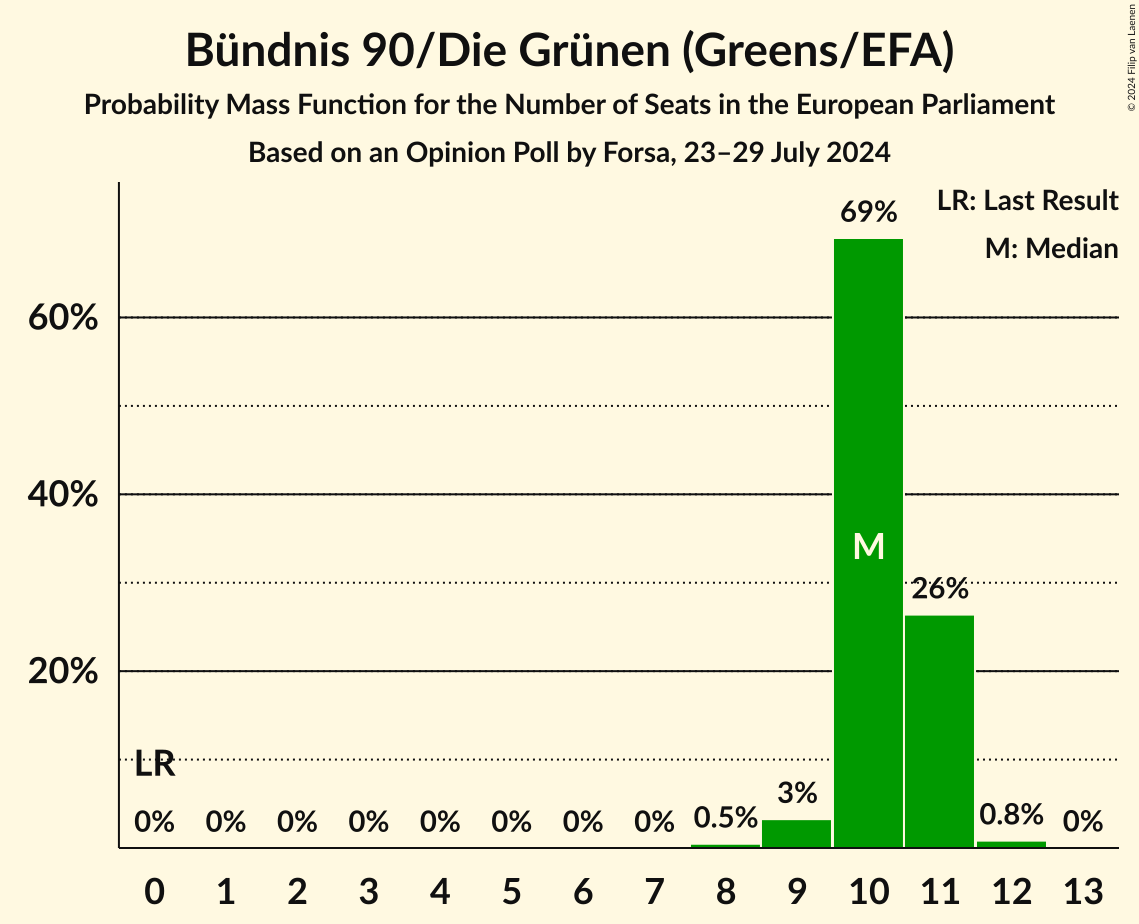 Bündnis 90/Die Grünen (Greens/EFA)
Probability Mass Function for the Number of Seats in the European Parliament
Based on an Opinion Poll by Forsa, 23–29 July 2024
© 2024 Filip van Laenen
LR: Last Result
M: Median
69%
60%
40%
M
26%
20%
LR
0% 0% 0% 0% 0% 0% 0% 0% 0.5% 3% 0.8% 0%
0 1 2 3 4 5 6 7 8 9 10 11 12 13